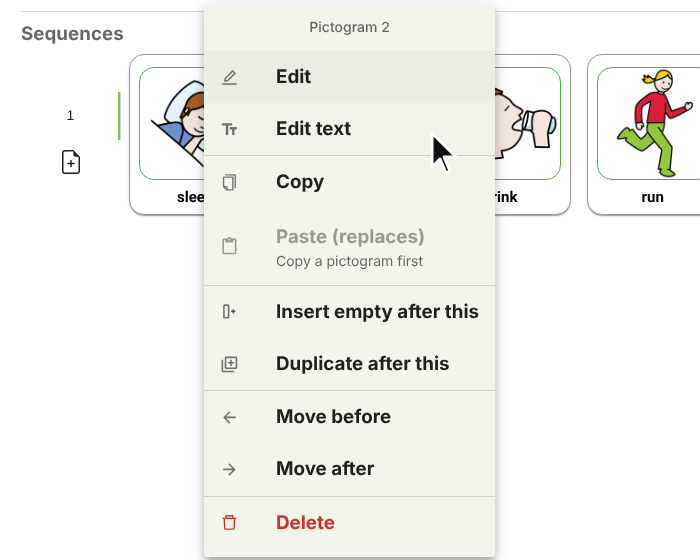 Sequences
Pictogram 2
Edit
1
Edit text
Copy
Paste (replaces)
Copy a pictogram first
run
Insert empty after this
Duplicate after this
Move before
Move after
Delete